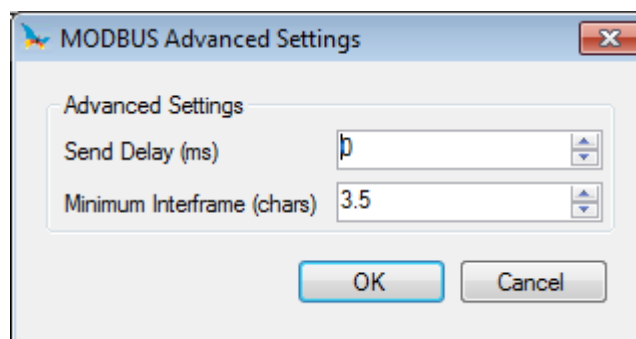 MODBUS Advanced Settings
Advanced Settings
Send Delay (ms) 0
Minimum Interframe (chars) 3.5
OK Cancel